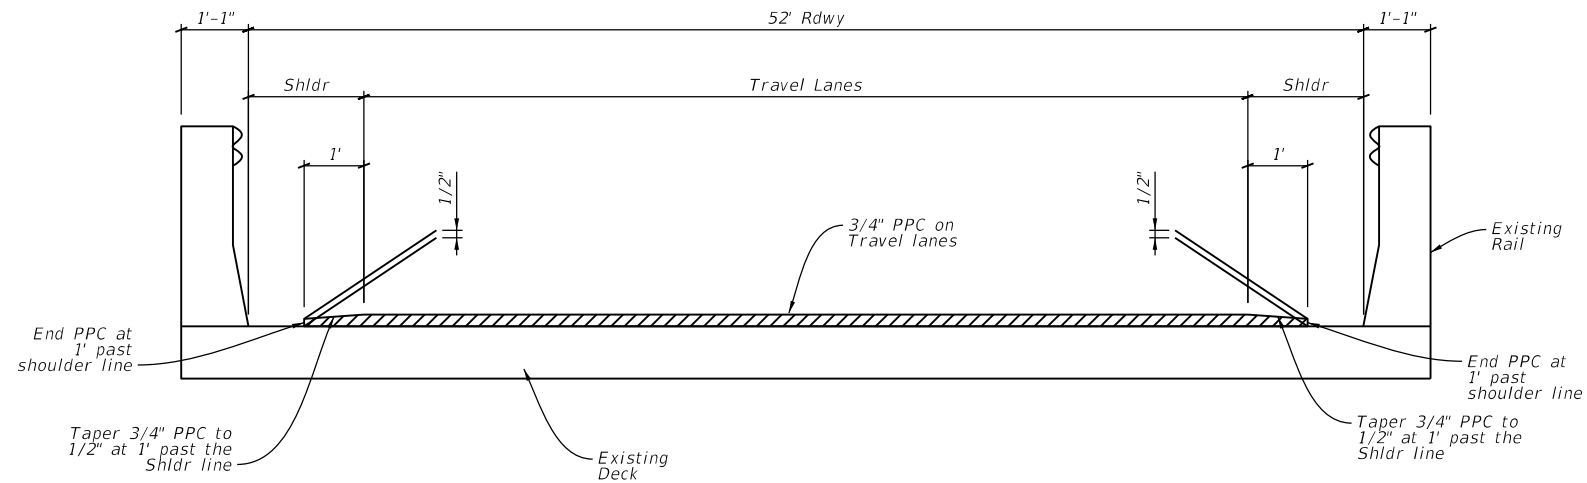 1'-1"
52' Rdwy
1'-1"
Shldr
Travel Lanes
Shldr
1'
1'
1/2"
1/2"
3/4" PPC on
Travel lanes
Existing
Rail
End PPC at
1' past
shoulder line
End PPC at
1' past
shoulder line
Taper 3/4" PPC to
1/2" at 1' past the
Shldr line
Taper 3/4" PPC to
1/2" at 1' past the
Shldr line
Existing
Deck